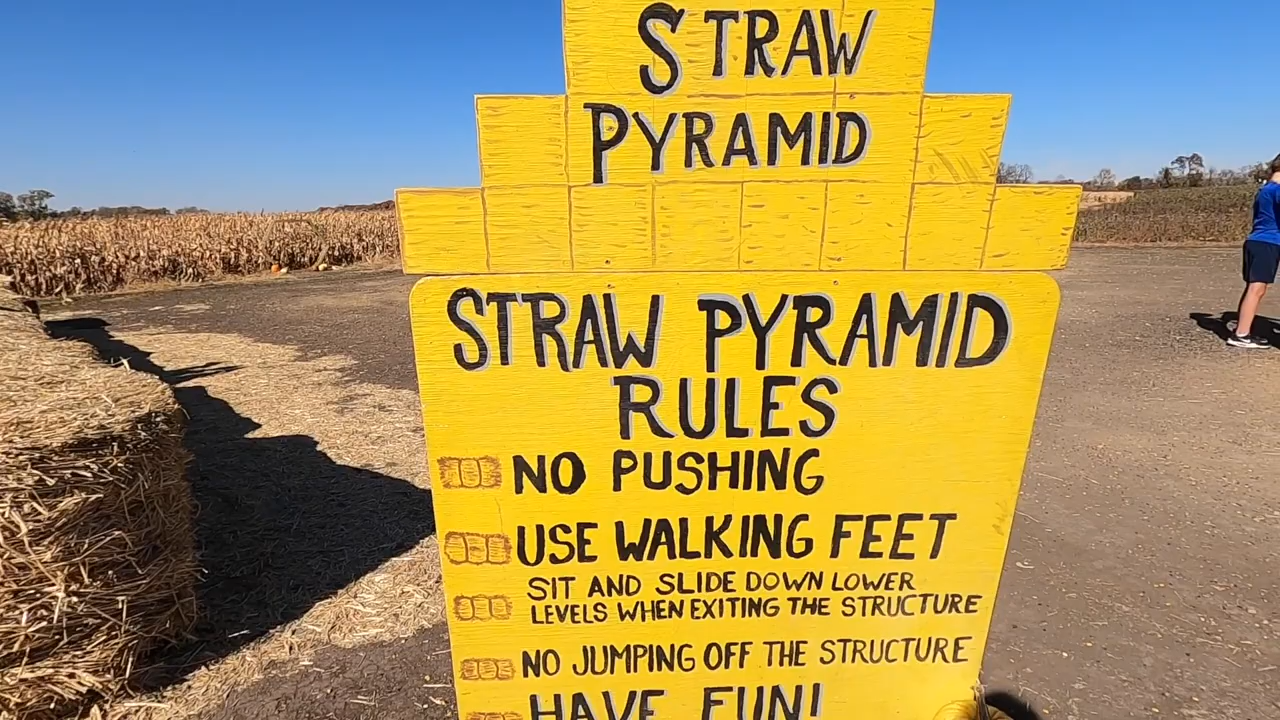 STRAW
PYRAMID
STRAW PYRAMID
RULES
NO PUSHING
USE WALKING FEET
SIT AND SLIDE DOWN LOWER
LEVELS WHEN EXITING THE STRUCTURE
NO JUMPING OFF THE STRUCTURE
HAVE FUN!